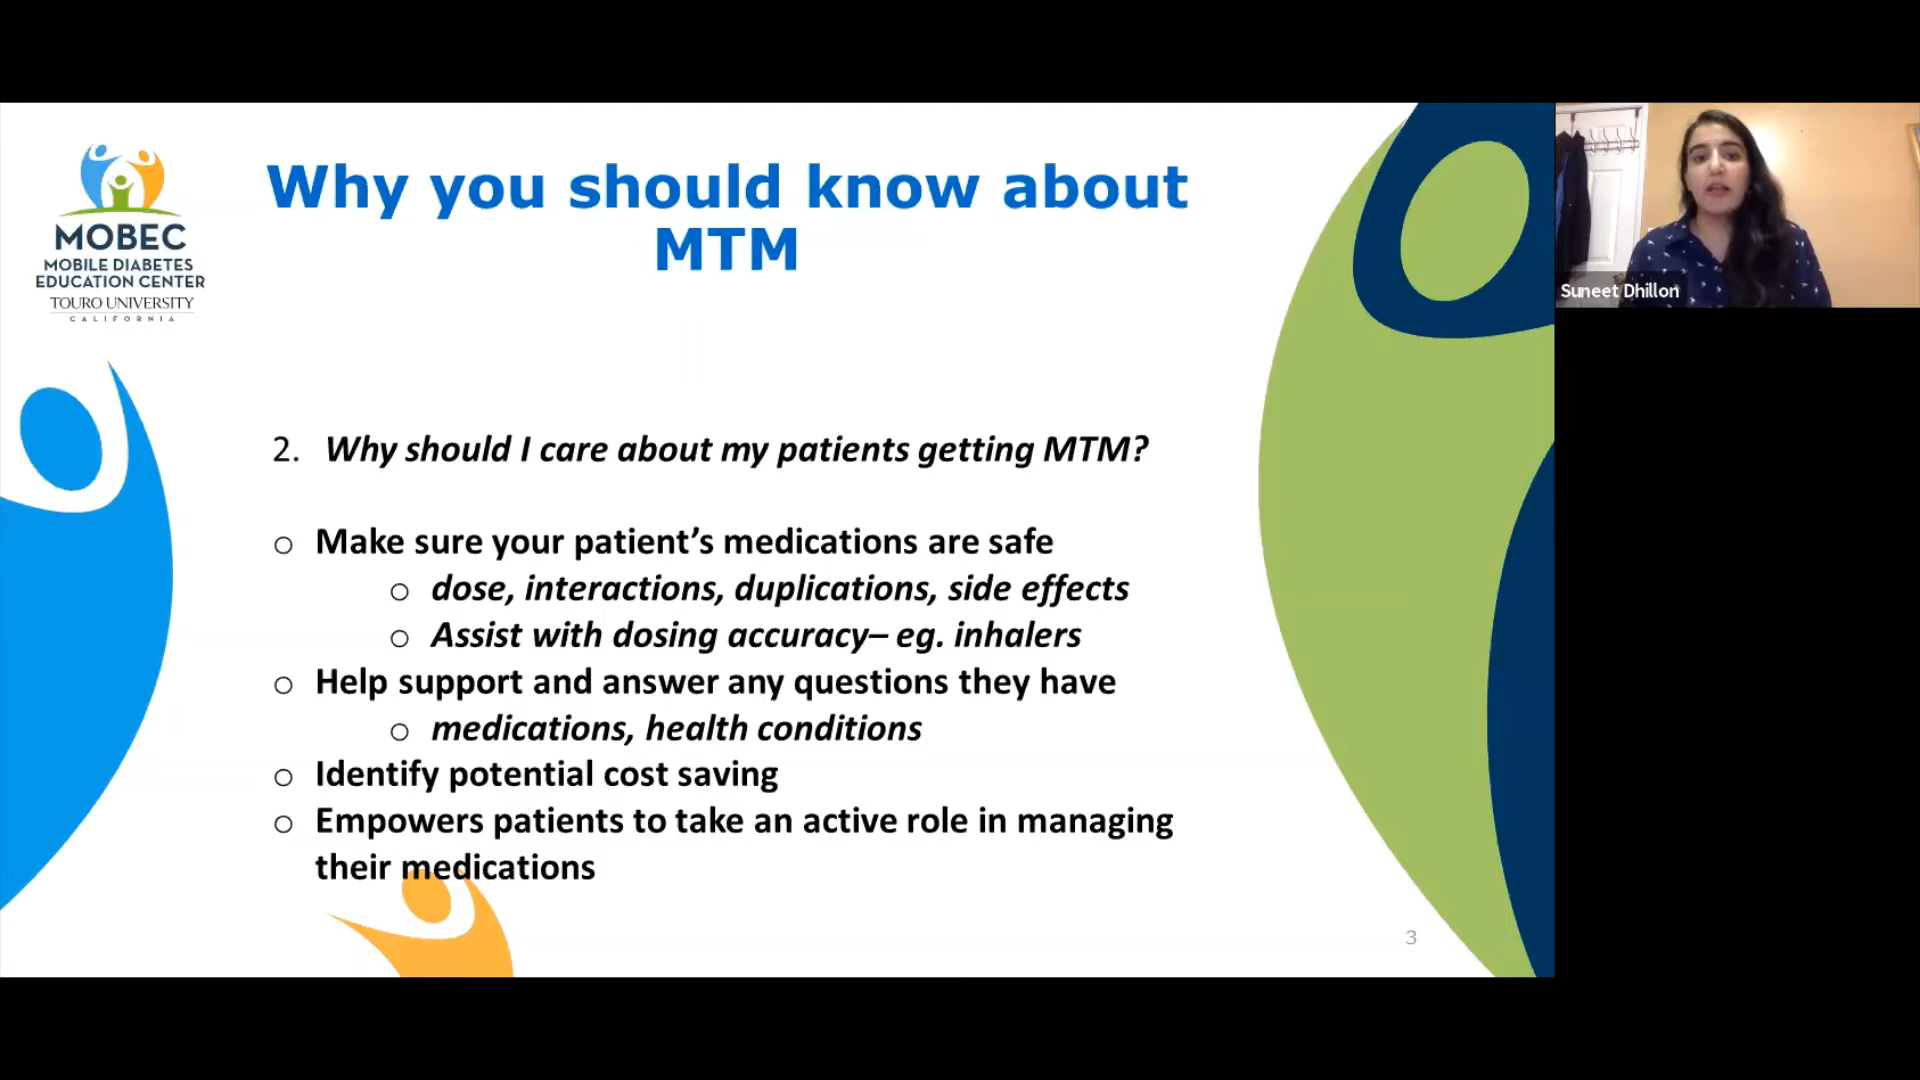 MOBEC
MOBILE DIABETES
EDUCATION CENTER
TOURO UNIVERSITY
CALIFORNIA
Why you should know about
MTM
2. Why should I care about my patients getting MTM?
o Make sure your patient’s medications are safe
o dose, interactions, duplications, side effects
o Assist with dosing accuracy– eg. inhalers
o Help support and answer any questions they have
o medications, health conditions
o Identify potential cost saving
o Empowers patients to take an active role in managing
their medications
3
Suneet Dhillon